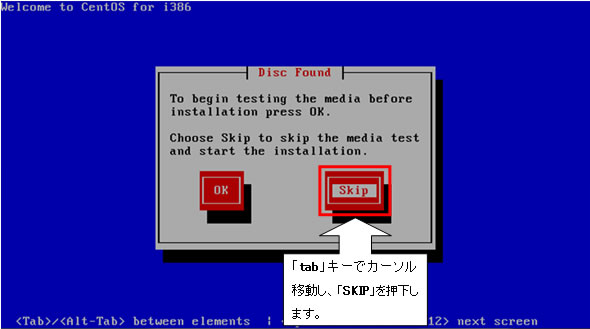 Welcome to CentOS for i386
Disc Found
To begin testing the media before
installation press OK.
Choose Skip to skip the media test
and start the installation.
OK
Skip
「tab」キーでカーソル
移動し、「SKIP」を押下し
ます。
<Tab>/<Alt-Tab> between elements |
12> next screen